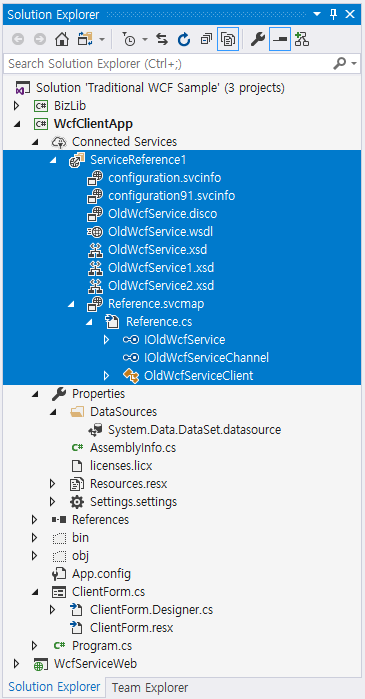 Solution Explorer
Search Solution Explorer (Ctrl+;)
Solution 'Traditional WCF Sample' (3 projects)
C# BizLib
C# WcfClientApp
Connected Services
ServiceReference1
configuration.svcinfo
configuration91.svcinfo
OldWcfService.disco
OldWcfService.wsdl
OldWcfService.xsd
OldWcfService1.xsd
OldWcfService2.xsd
Reference.svcmap
Reference.cs
IOldWcfService
IOldWcfServiceChannel
OldWcfServiceClient
Properties
DataSources
System.Data.DataSet.datasource
C# AssemblyInfo.cs
licenses.licx
Resources.resx
Settings.settings
References
bin
obj
App.config
ClientForm.cs
ClientForm.Designer.cs
ClientForm.resx
C# Program.cs
WcfServiceWeb
Solution Explorer Team Explorer